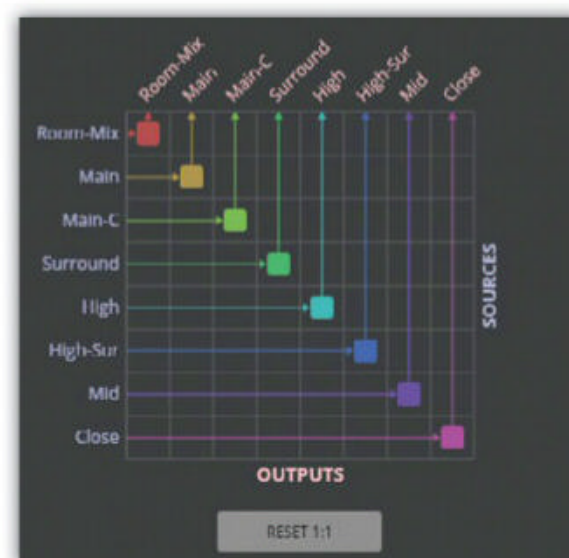 Room-Mix Main Main-C Surround High High-Sur Mid Close
Room-Mix
Main
Main-C
Surround
High
High-Sur
Mid
Close
SOURCES
OUTPUTS
RESET 1:1